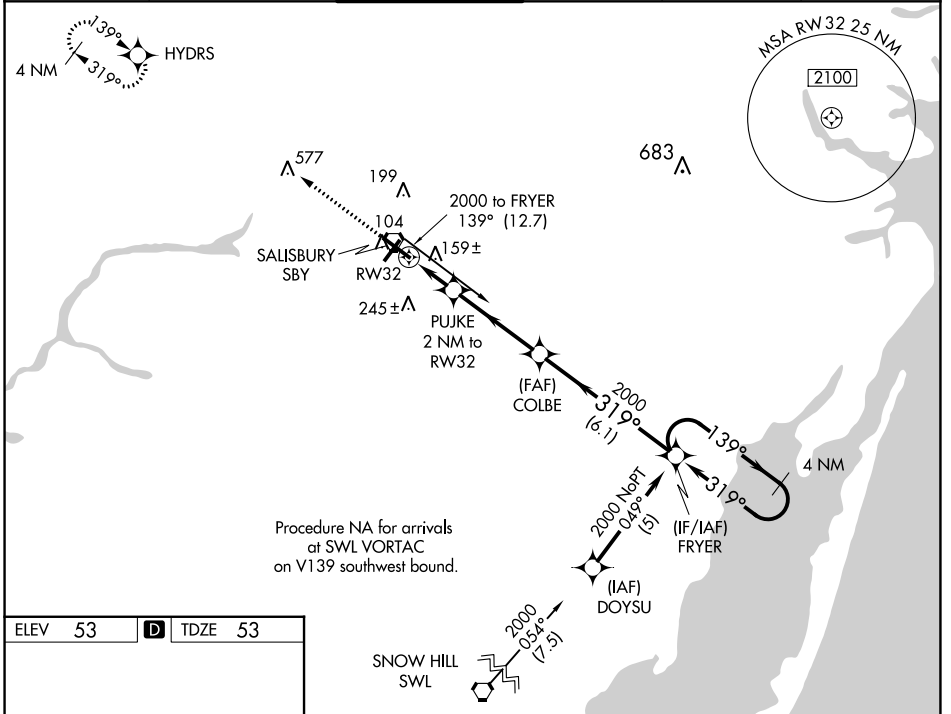 139°
HYDRS
4 NM
319°
MSA RW32 25 NM
2100
577
199
683
2000 to FRYER
139° (12.7)
104
159±
SALISBURY
SBY
RW32
245±
PUJKE
2 NM to
RW32
(FAF)
COLBE
2000
319°
(6.1)
139°
4 NM
319°
2000 NoPT
049°
(5)
(IF/IAF)
FRYER
Procedure NA for arrivals
at SWL VORTAC
on V139 southwest bound.
(IAF)
DOYSU
2000
054°
(7.5)
SNOW HILL
SWL
ELEV 53 D TDZE 53